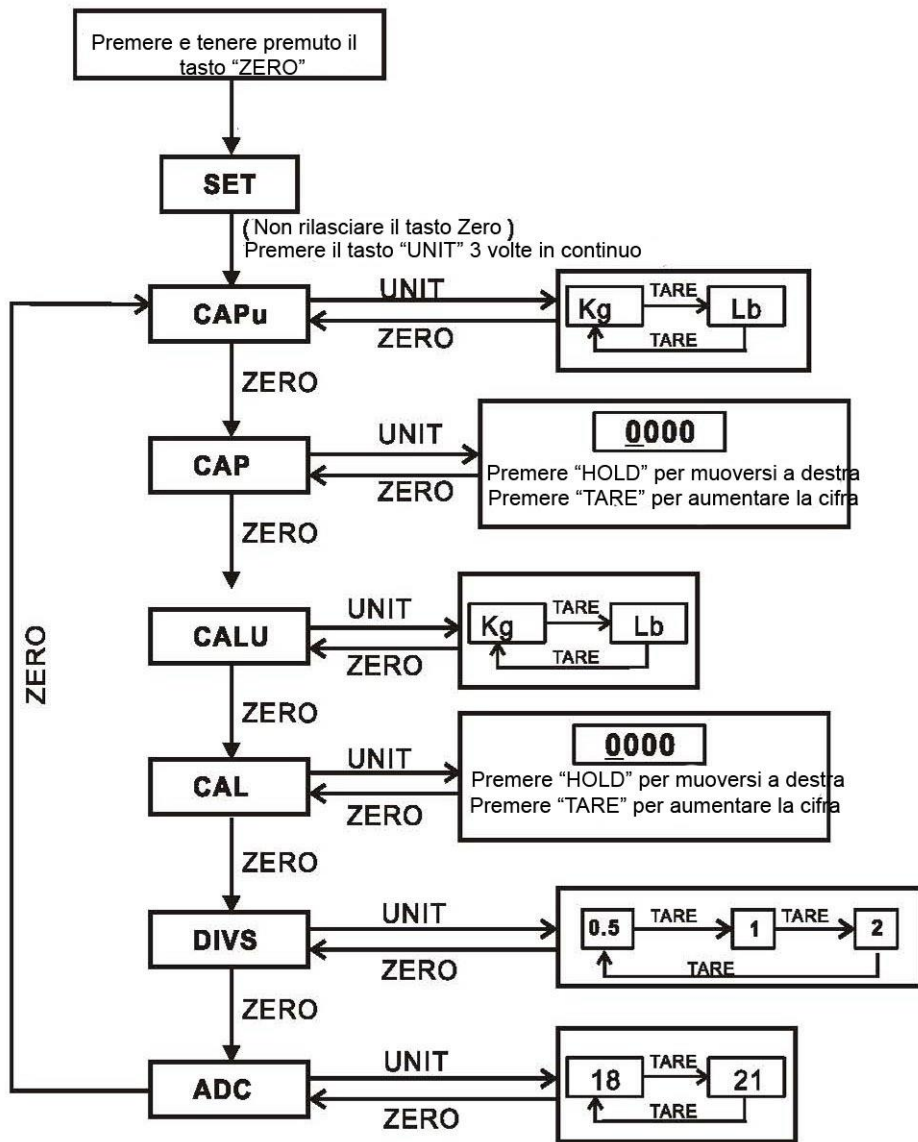 Premere e tenere premuto il
tasto “ZERO”
SET
( Non rilasciare il tasto Zero )
Premere il tasto “UNIT” 3 volte in continuo
CAPu
UNIT
ZERO
Kg
TARE
Lb
TARE
ZERO
CAP
UNIT
ZERO
0000
Premere “HOLD” per muoversi a destra
Premere “TARE” per aumentare la cifra
ZERO
CALU
UNIT
ZERO
Kg
TARE
Lb
TARE
ZERO
ZERO
CAL
UNIT
ZERO
0000
Premere “HOLD” per muoversi a destra
Premere “TARE” per aumentare la cifra
ZERO
DIVS
UNIT
ZERO
0.5
TARE
1
TARE
2
TARE
ZERO
ADC
UNIT
ZERO
18
TARE
21
TARE